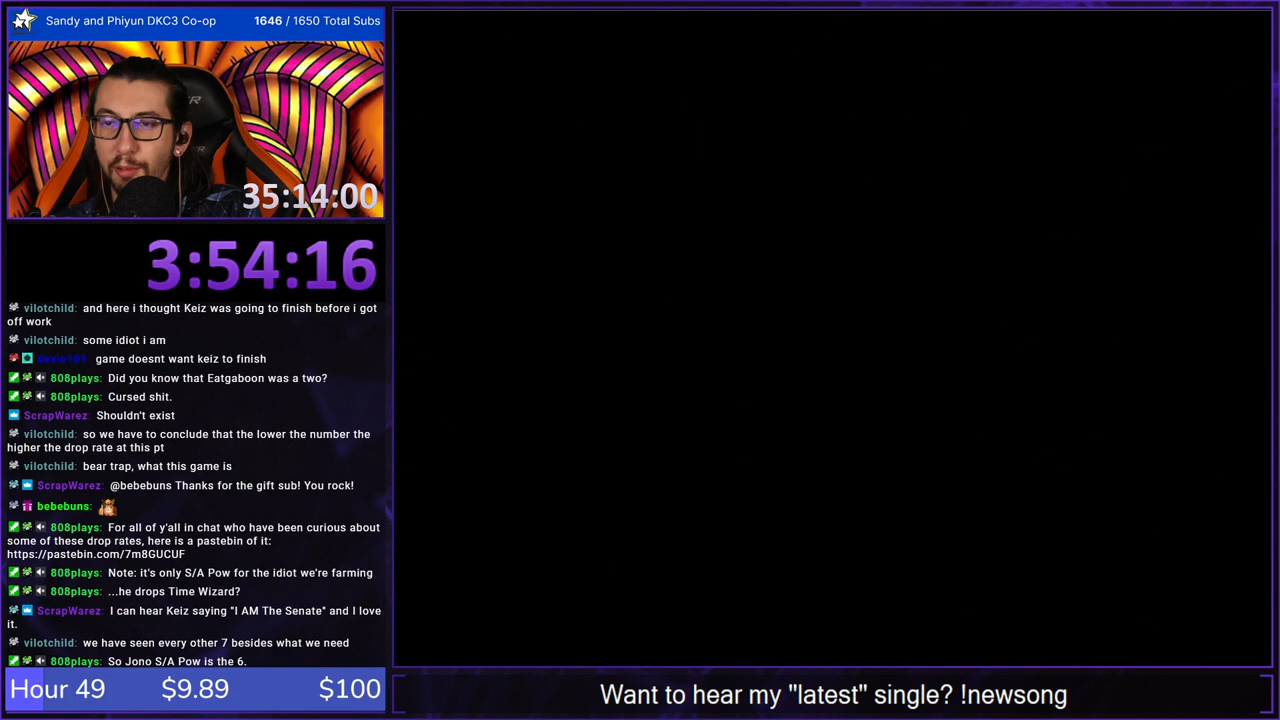 Sandy and Phiyun DKC3 Co-op 1646 / 1650 Total Subs
35:14:00
3:54:16
vilotchild: and here i thought Keiz was going to finish before i got
off work
vilotchild: some idiot i am
game doesnt want keiz to finish
808plays: Did you know that Eatgaboon was a two?
808plays: Cursed shit.
ScrapWarez: Shouldn't exist
vilotchild: so we have to conclude that the lower the number the
higher the drop rate at this pt
vilotchild: bear trap, what this game is
ScrapWarez: @bebebuns Thanks for the gift sub! You rock!
bebebuns:
808plays: For all of y'all in chat who have been curious about
some of these drop rates, here is a pastebin of it:
https://pastebin.com/7m8GUCUF
808plays: Note: it's only S/A Pow for the idiot we're farming
808plays: ...he drops Time Wizard?
ScrapWarez: I can hear Keiz saying "I AM The Senate" and I love
it.
vilotchild: we have seen every other 7 besides what we need
808plays: So Jono S/A Pow is the 6.
Hour 49 $9.89 $100
Want to hear my "latest" single? !newsong